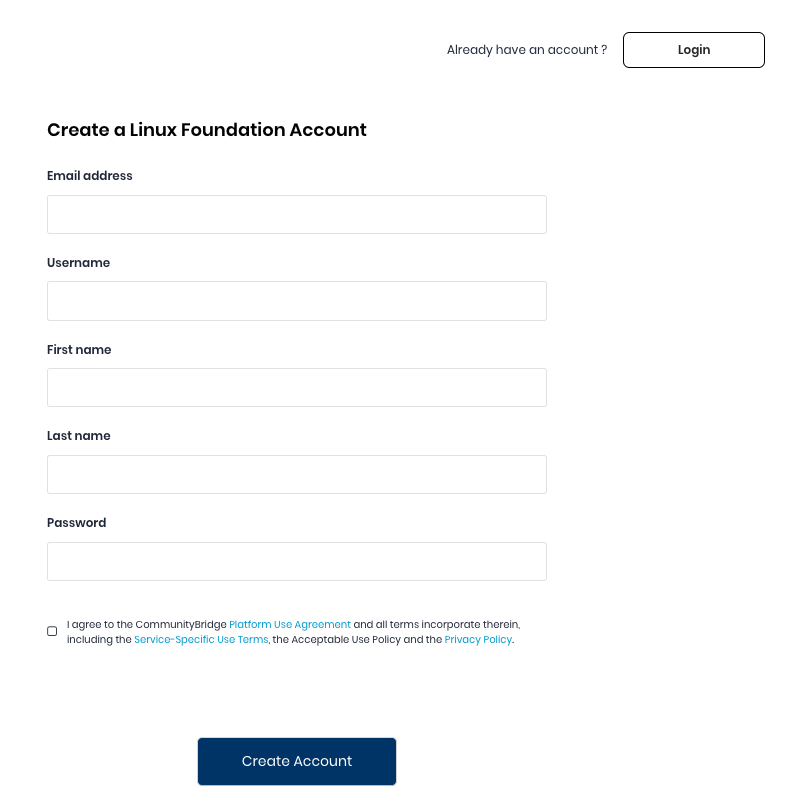 Already have an account ?
Login
Create a Linux Foundation Account
Email address
Username
First name
Last name
Password
I agree to the CommunityBridge Platform Use Agreement and all terms incorporate therein,
including the Service-Specific Use Terms, the Acceptable Use Policy and the Privacy Policy.
Create Account